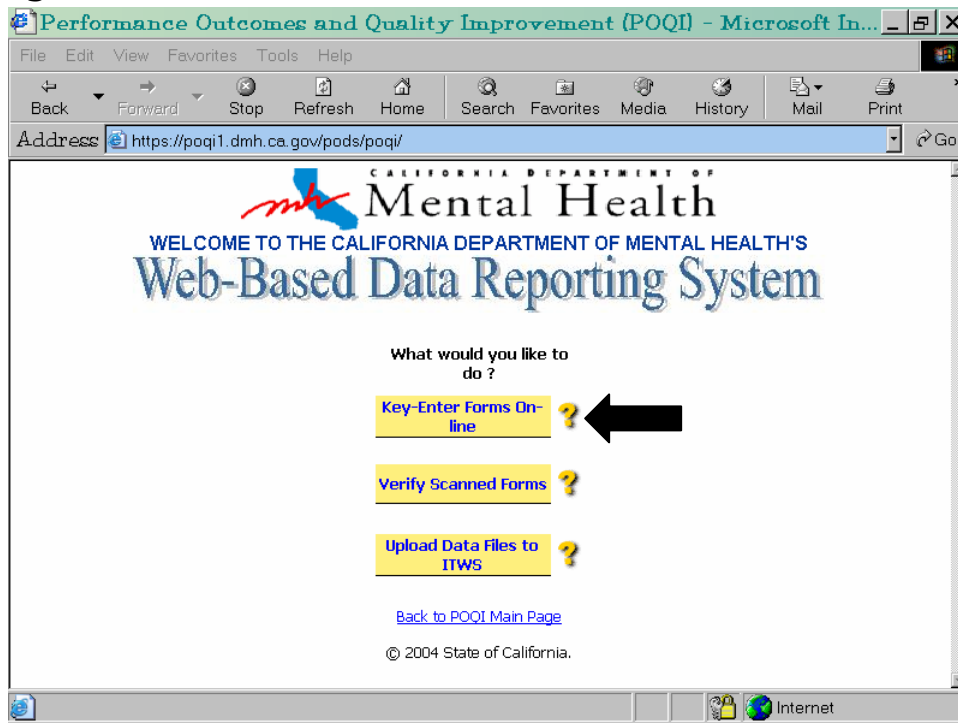 Performance Outcomes and Quality Improvement (POQI) - Microsoft In...
File Edit View Favorites Tools Help
Back Forward Stop Refresh Home Search Favorites Media History Mail Print
Address https://poqi1.dmh.ca.gov/pods/poqi/ Go
CALIFORNIA DEPARTMENT OF
mh Mental Health
WELCOME TO THE CALIFORNIA DEPARTMENT OF MENTAL HEALTH'S
Web-Based Data Reporting System
What would you like to
do ?
Key-Enter Forms On-
line ?
Verify Scanned Forms ?
Upload Data Files to
ITWS ?
Back to POQI Main Page
© 2004 State of California.
Internet